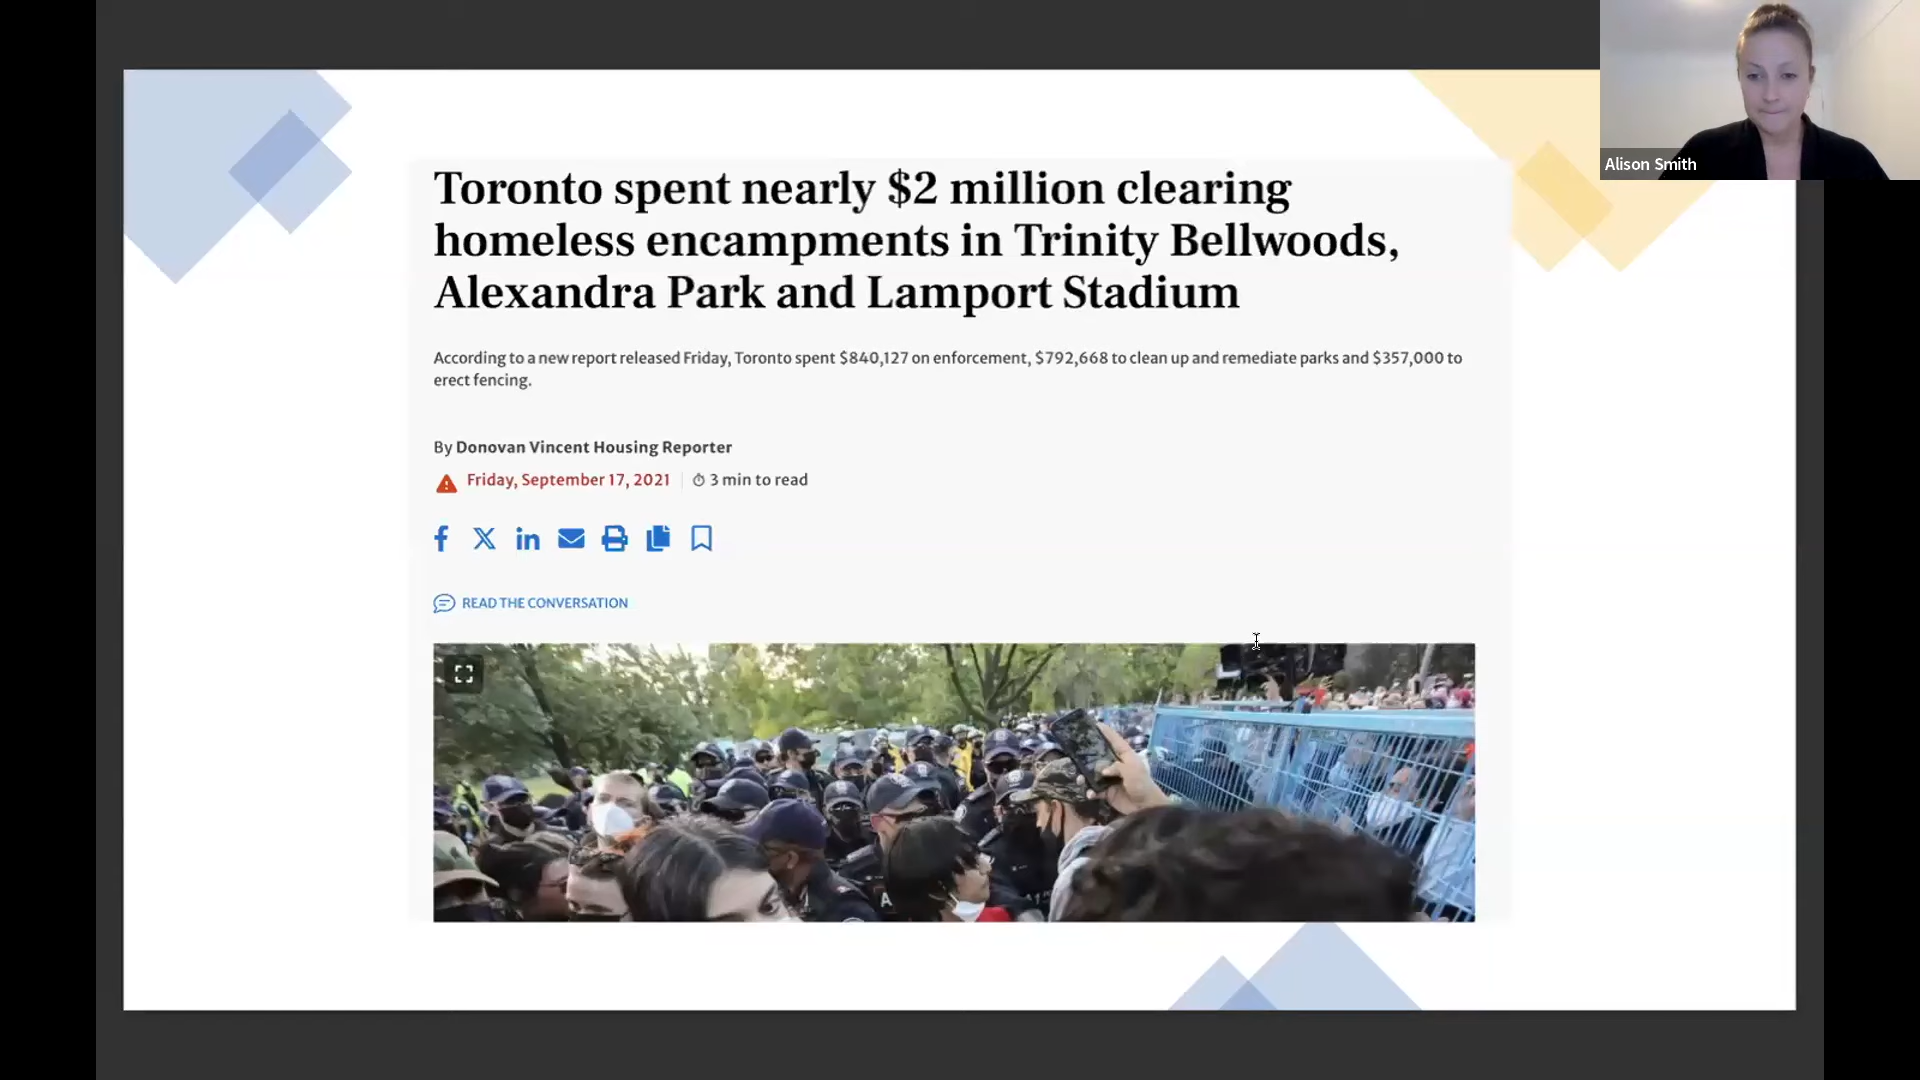 Alison Smith
Toronto spent nearly $2 million clearing
homeless encampments in Trinity Bellwoods,
Alexandra Park and Lamport Stadium
According to a new report released Friday, Toronto spent $840,127 on enforcement, $792,668 to clean up and remediate parks and $357,000 to
erect fencing.
By Donovan Vincent Housing Reporter
Friday, September 17, 2021 3 min to read
READ THE CONVERSATION